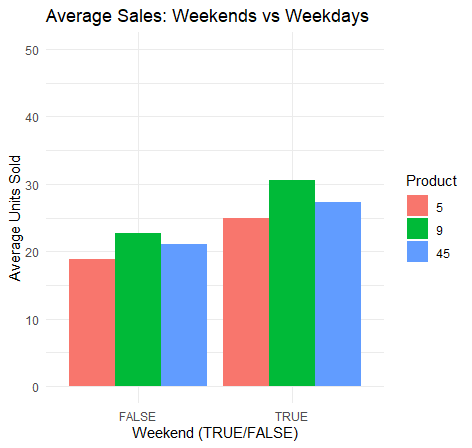 Average Sales: Weekends vs Weekdays
50
40
30
20
10
0
Average Units Sold
FALSE
TRUE
Weekend (TRUE/FALSE)
Product
5
9
45